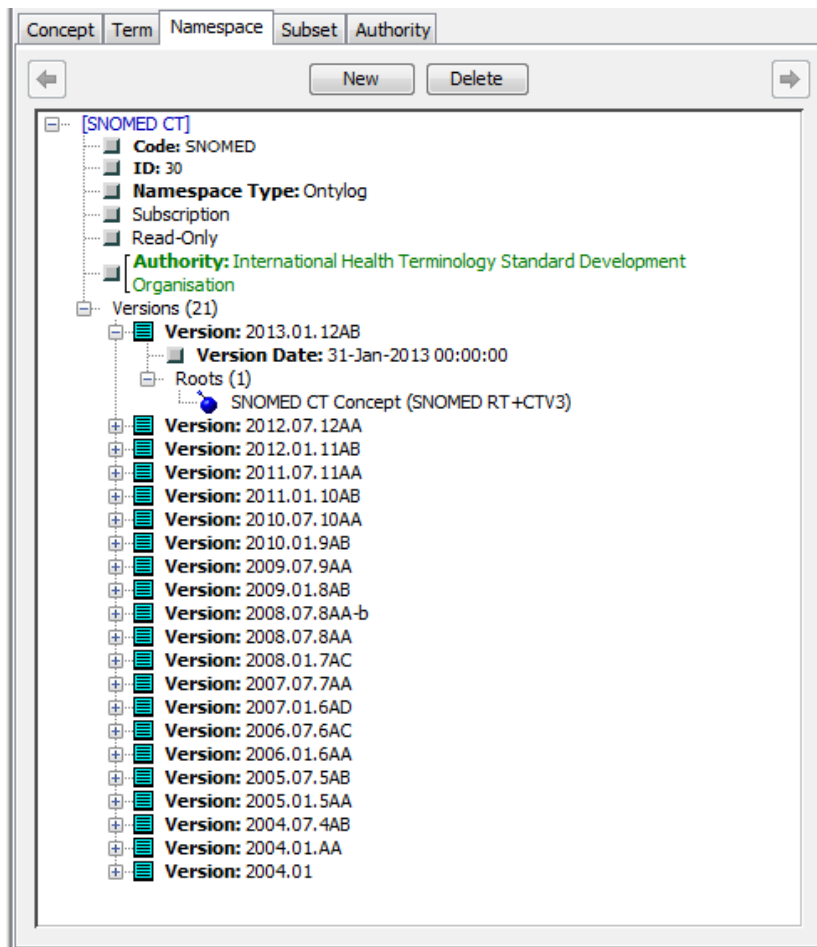 Concept Term Namespace Subset Authority
New Delete
[SNOMED CT]
Code: SNOMED
ID: 30
Namespace Type: Ontylog
Subscription
Read-Only
Authority: International Health Terminology Standard Development
Organisation
Versions (21)
Version: 2013.01.12AB
Version Date: 31-Jan-2013 00:00:00
Roots (1)
SNOMED CT Concept (SNOMED RT+CTV3)
Version: 2012.07.12AA
Version: 2012.01.11AB
Version: 2011.07.11AA
Version: 2011.01.10AB
Version: 2010.07.10AA
Version: 2010.01.9AB
Version: 2009.07.9AA
Version: 2009.01.8AB
Version: 2008.07.8AA-b
Version: 2008.07.8AA
Version: 2008.01.7AC
Version: 2007.07.7AA
Version: 2007.01.6AD
Version: 2006.07.6AC
Version: 2006.01.6AA
Version: 2005.07.5AB
Version: 2005.01.5AA
Version: 2004.07.4AB
Version: 2004.01.AA
Version: 2004.01